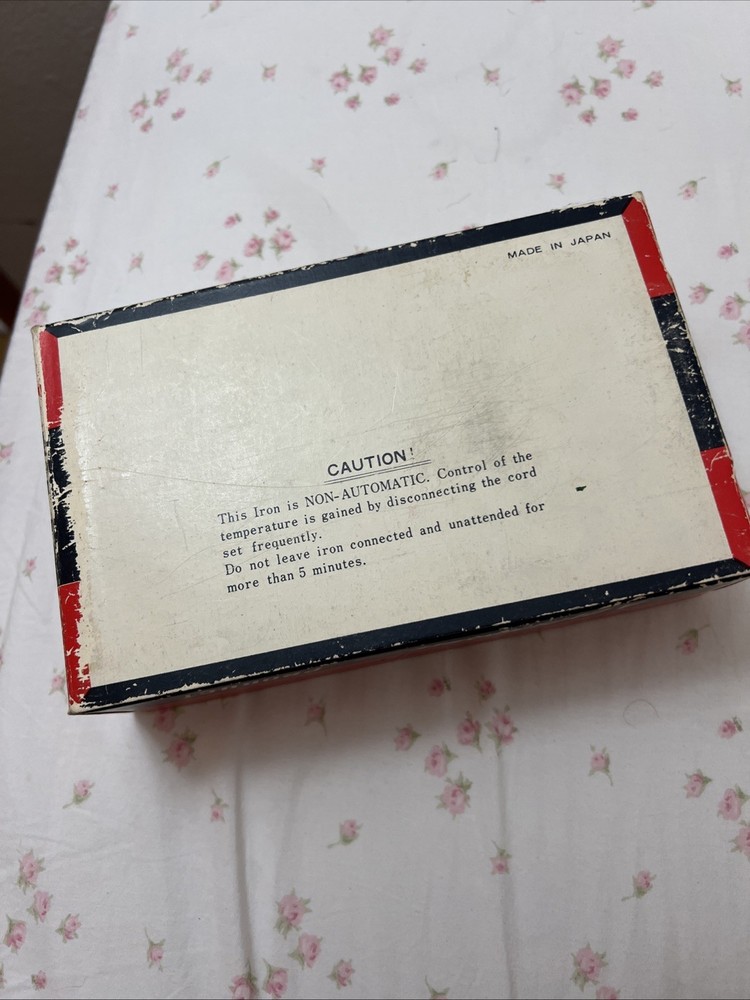 MADE IN JAPAN
CAUTION!
This Iron is NON-AUTOMATIC. Control of the
temperature is gained by disconnecting the cord
set frequently.
Do not leave iron connected and unattended for
more than 5 minutes.